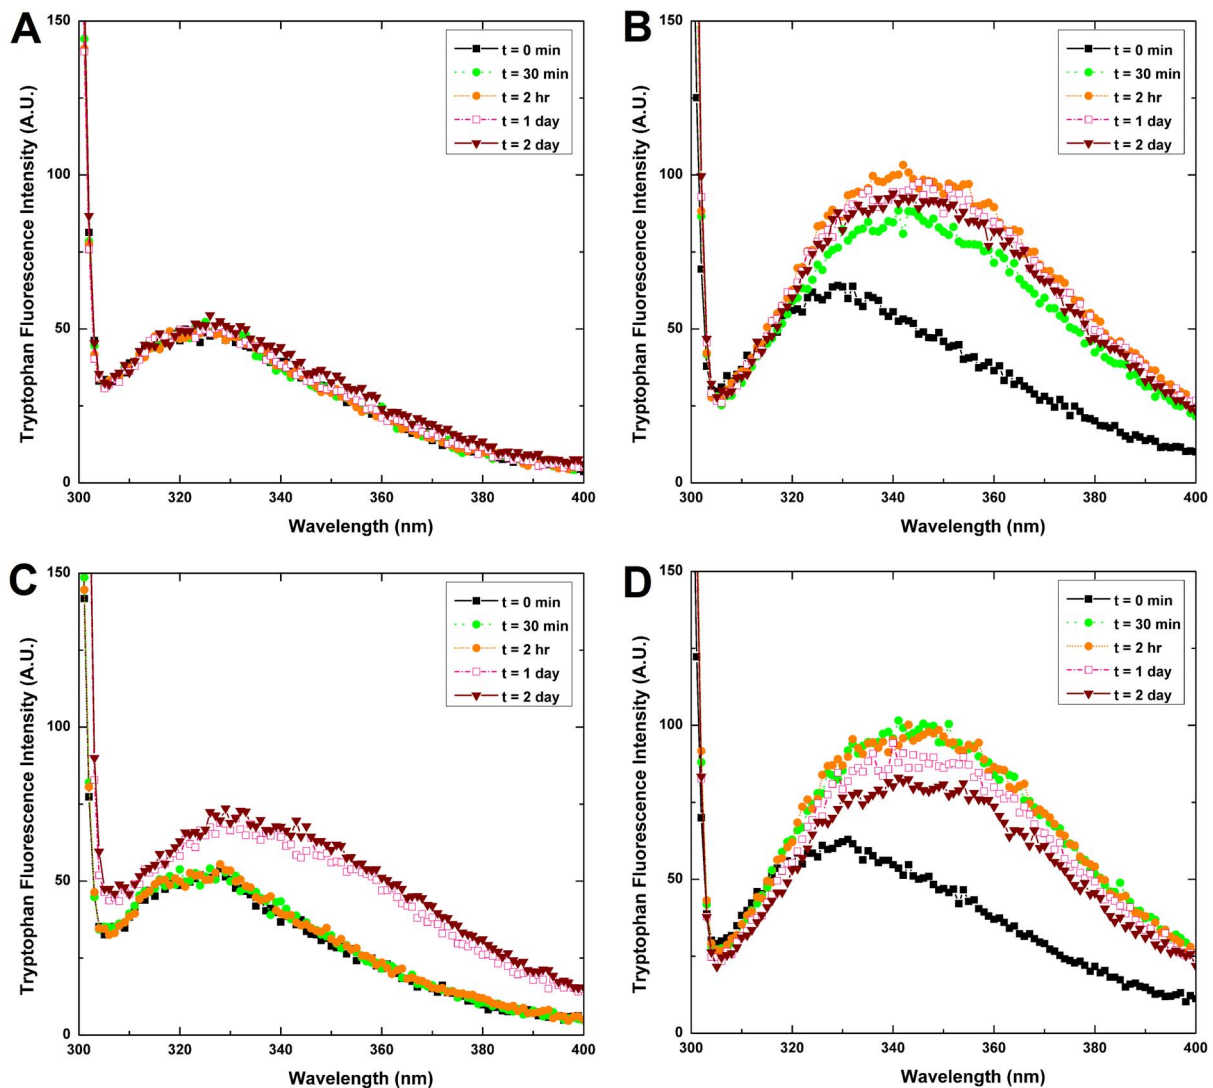 A
150
100
50
0
300 320 340 360 380 400
Tryptophan Fluorescence Intensity (A.U.)
Wavelength (nm)
t = 0 min
t = 30 min
t = 2 hr
t = 1 day
t = 2 day
B
150
100
50
0
300 320 340 360 380 400
Tryptophan Fluorescence Intensity (A.U.)
Wavelength (nm)
t = 0 min
t = 30 min
t = 2 hr
t = 1 day
t = 2 day
C
150
100
50
0
300 320 340 360 380 400
Tryptophan Fluorescence Intensity (A.U.)
Wavelength (nm)
t = 0 min
t = 30 min
t = 2 hr
t = 1 day
t = 2 day
D
150
100
50
0
300 320 340 360 380 400
Tryptophan Fluorescence Intensity (A.U.)
Wavelength (nm)
t = 0 min
t = 30 min
t = 2 hr
t = 1 day
t = 2 day